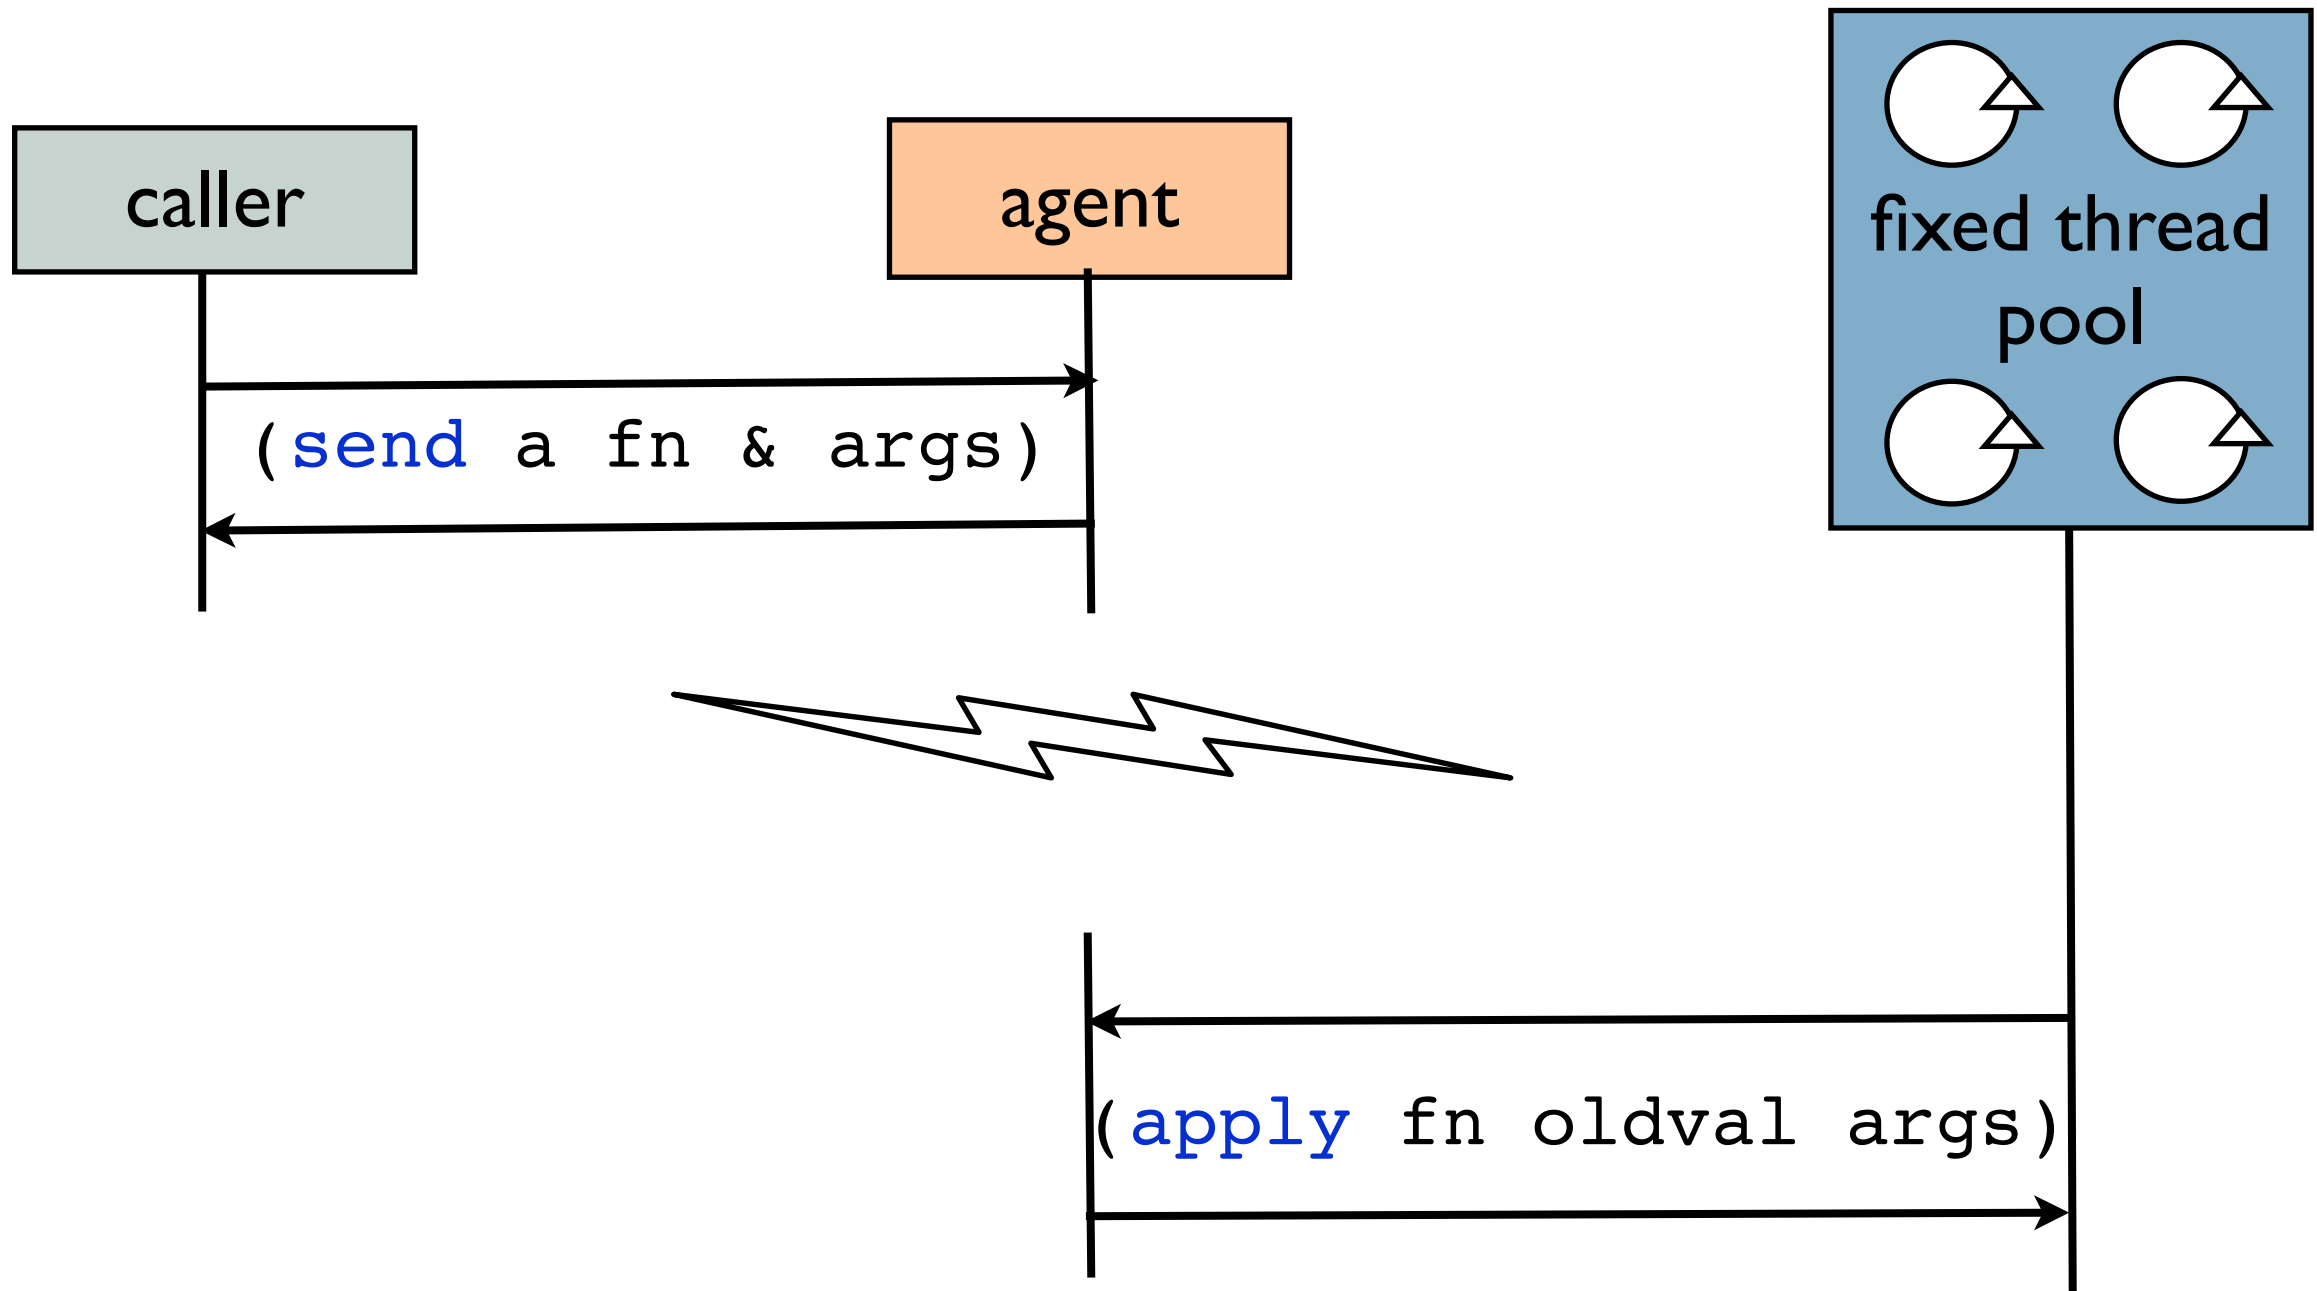 caller
agent
fixed thread
pool
(send a fn & args)
(apply fn oldval args)